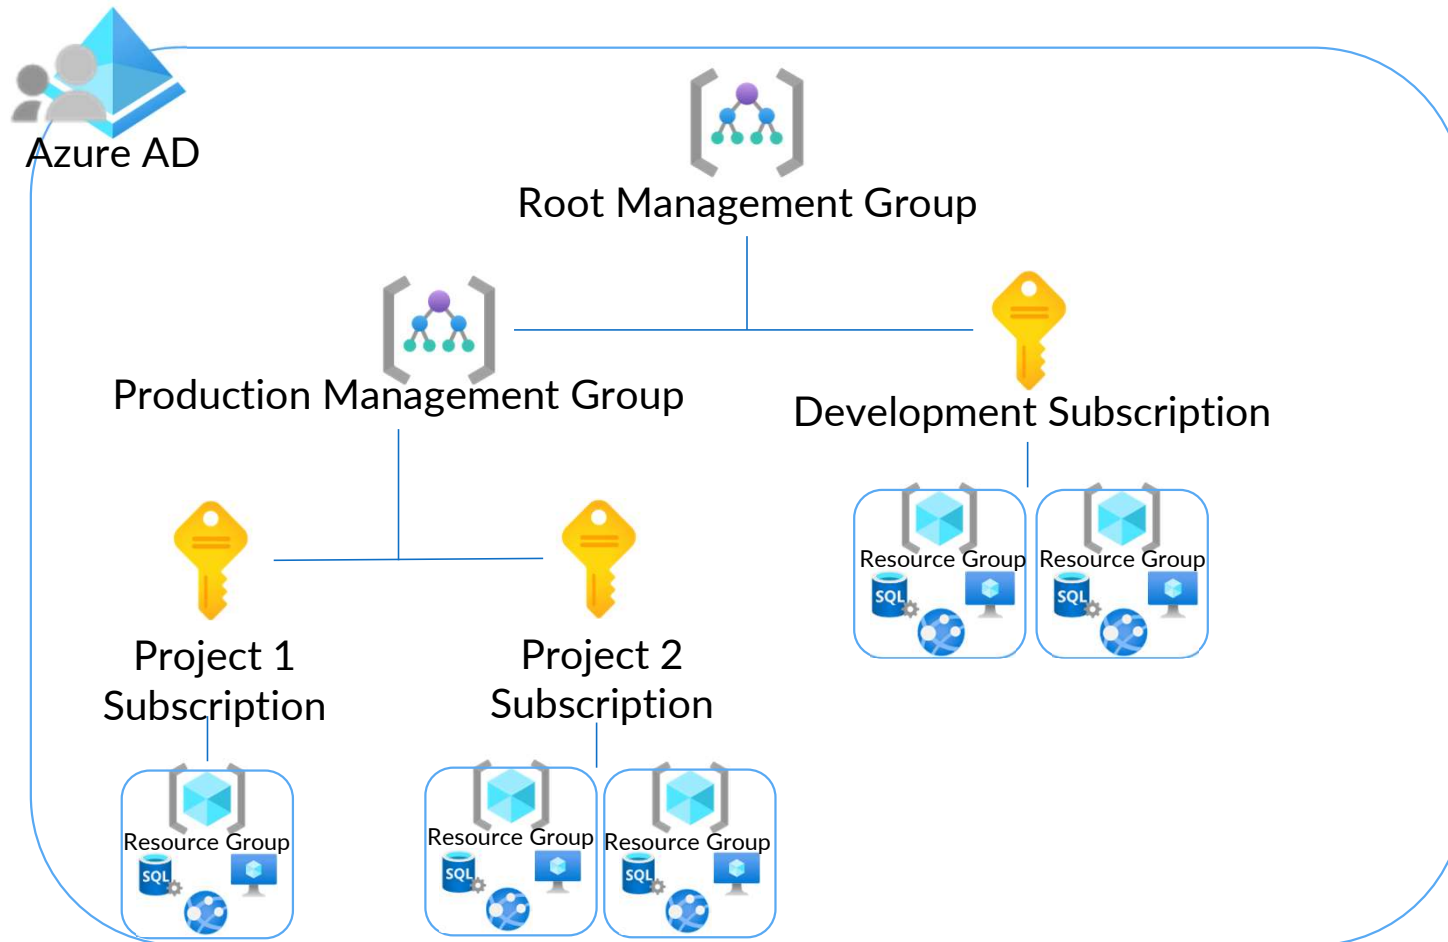 Azure AD
Root Management Group
Production Management Group
Development Subscription
Resource Group
Resource Group
SQL
SQL
Project 1
Subscription
Project 2
Subscription
Resource Group
Resource Group
Resource Group
SQL
SQL
SQL